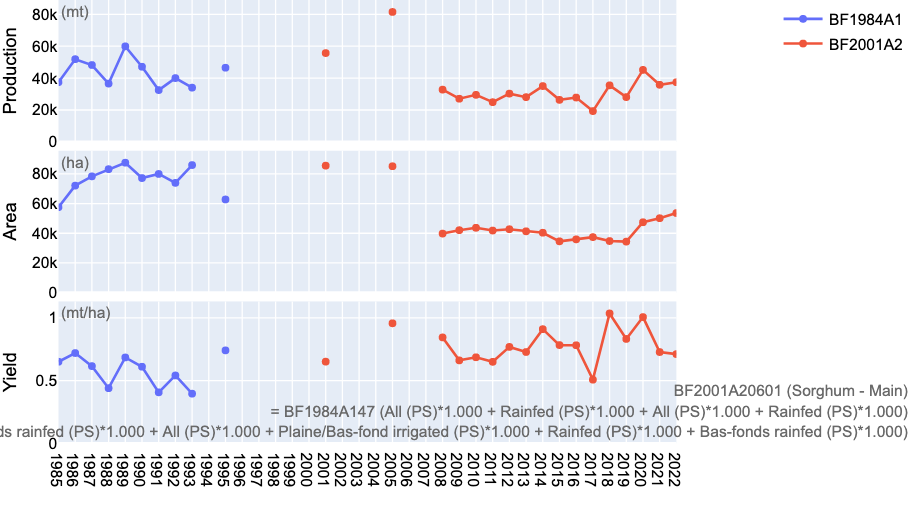 (mt)
80k
60k
40k
20k
0
Production
BF1984A1
BF2001A2
(ha)
80k
60k
40k
20k
0
Area
(mt/ha)
1
0.5
0
Yield
BF2001A20601 (Sorghum - Main)
= BF1984A147 (All (PS)*1.000 + Rainfed (PS)*1.000 + All (PS)*1.000 + Rainfed (PS)*1.000)
rainfed (PS)*1.000 + All (PS)*1.000 + Plaine/Bas-fond irrigated (PS)*1.000 + Rainfed (PS)*1.000 + Bas-fonds rainfed (PS)*1.000)
1985 1986 1987 1988 1989 1990 1991 1992 1993 1994 1995 1996 1997 1998 1999 2000 2001 2002 2003 2004 2005 2006 2007 2008 2009 2010 2011 2012 2013 2014 2015 2016 2017 2018 2019 2020 2021 2022